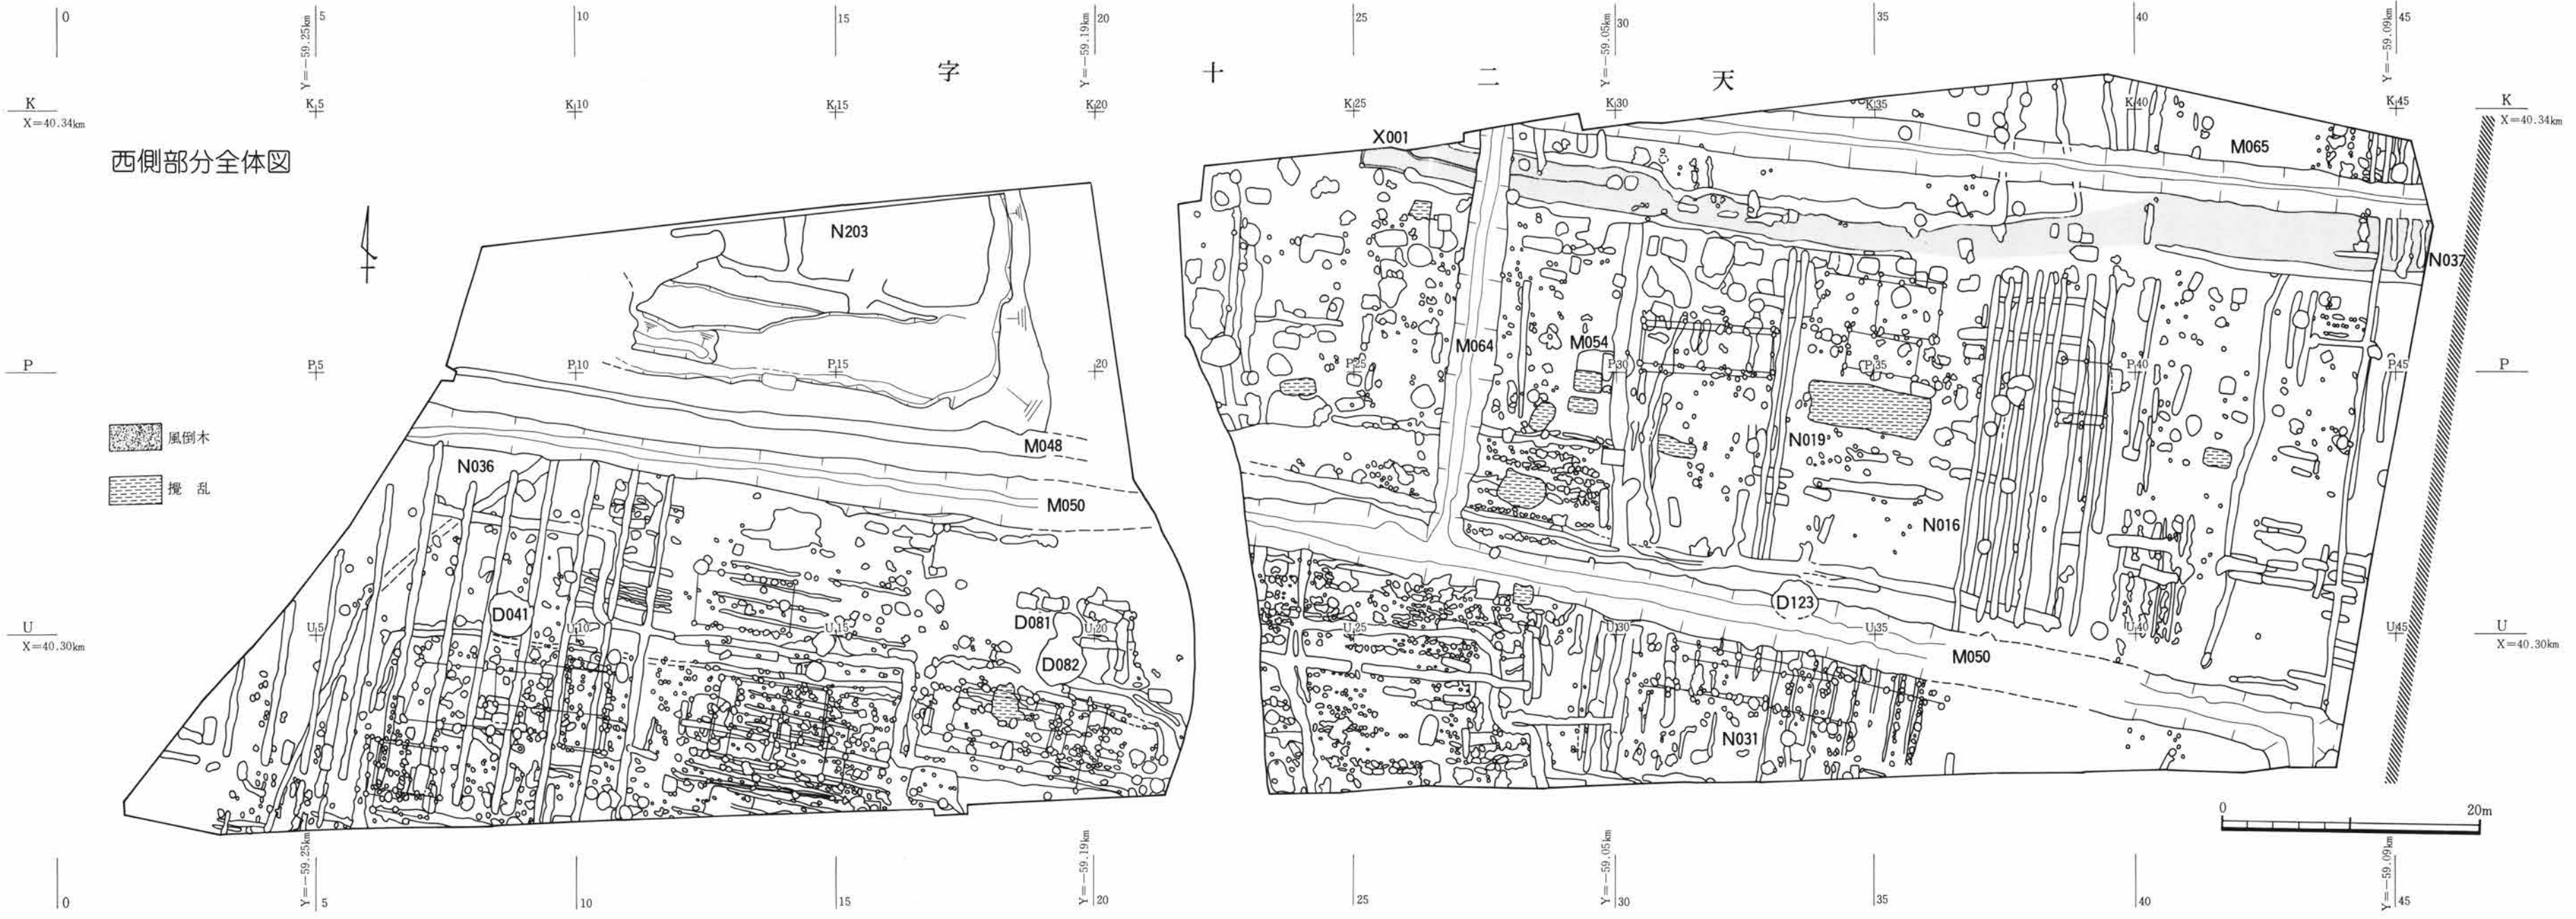 0
5
10
15
20
25
30
35
40
45
Y=-59.25km
Y=-59.19km
Y=-59.05km
Y=-59.09km
字 十 二 天
K
X=40.34km
K5
K10
K15
K20
K25
K30
K35
K40
K45
K
X=40.34km
西側部分全体図
X001
M065
N203
N037
M064
M054
P
P5
P10
P15
20
P25
P30
P35
P40
P45
P
風倒木
攪乱
M048
N019
N036
M050
N016
D041
D081
D123
U
X=40.30km
U5
U10
U15
U20
U25
U30
U35
U40
U45
U
X=40.30km
D082
M050
N031
0
20m
Y=-59.25km
Y=-59.19km
Y=-59.05km
Y=-59.09km
0
5
10
15
20
25
30
35
40
45